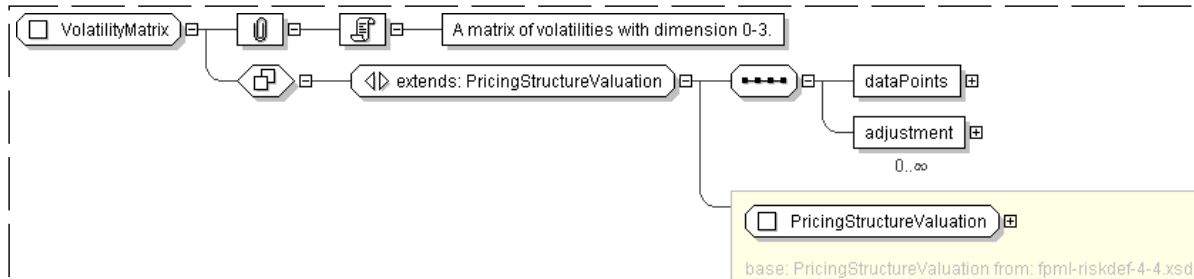 VolatilityMatrix
A matrix of volatilities with dimension 0-3.
extends: PricingStructureValuation
dataPoints
adjustment
0..∞
PricingStructureValuation
base: PricingStructureValuation from: fpml-riskdef-4-4.xsd